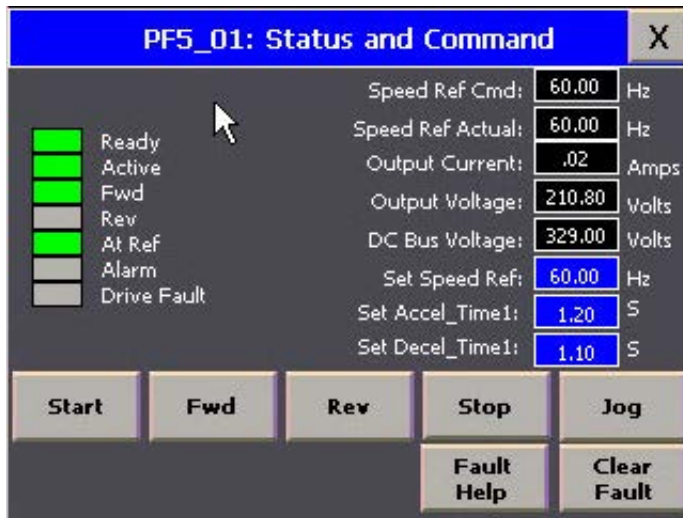 PF5_01: Status and Command
X
Ready
Active
Fwd
Rev
At Ref
Alarm
Drive Fault
Speed Ref Cmd: 60.00 Hz
Speed Ref Actual: 60.00 Hz
Output Current: .02 Amps
Output Voltage: 210.80 Volts
DC Bus Voltage: 329.00 Volts
Set Speed Ref: 60.00 Hz
Set Accel_Time1: 1.20 S
Set Decel_Time1: 1.10 S
Start
Fwd
Rev
Stop
Jog
Fault
Help
Clear
Fault